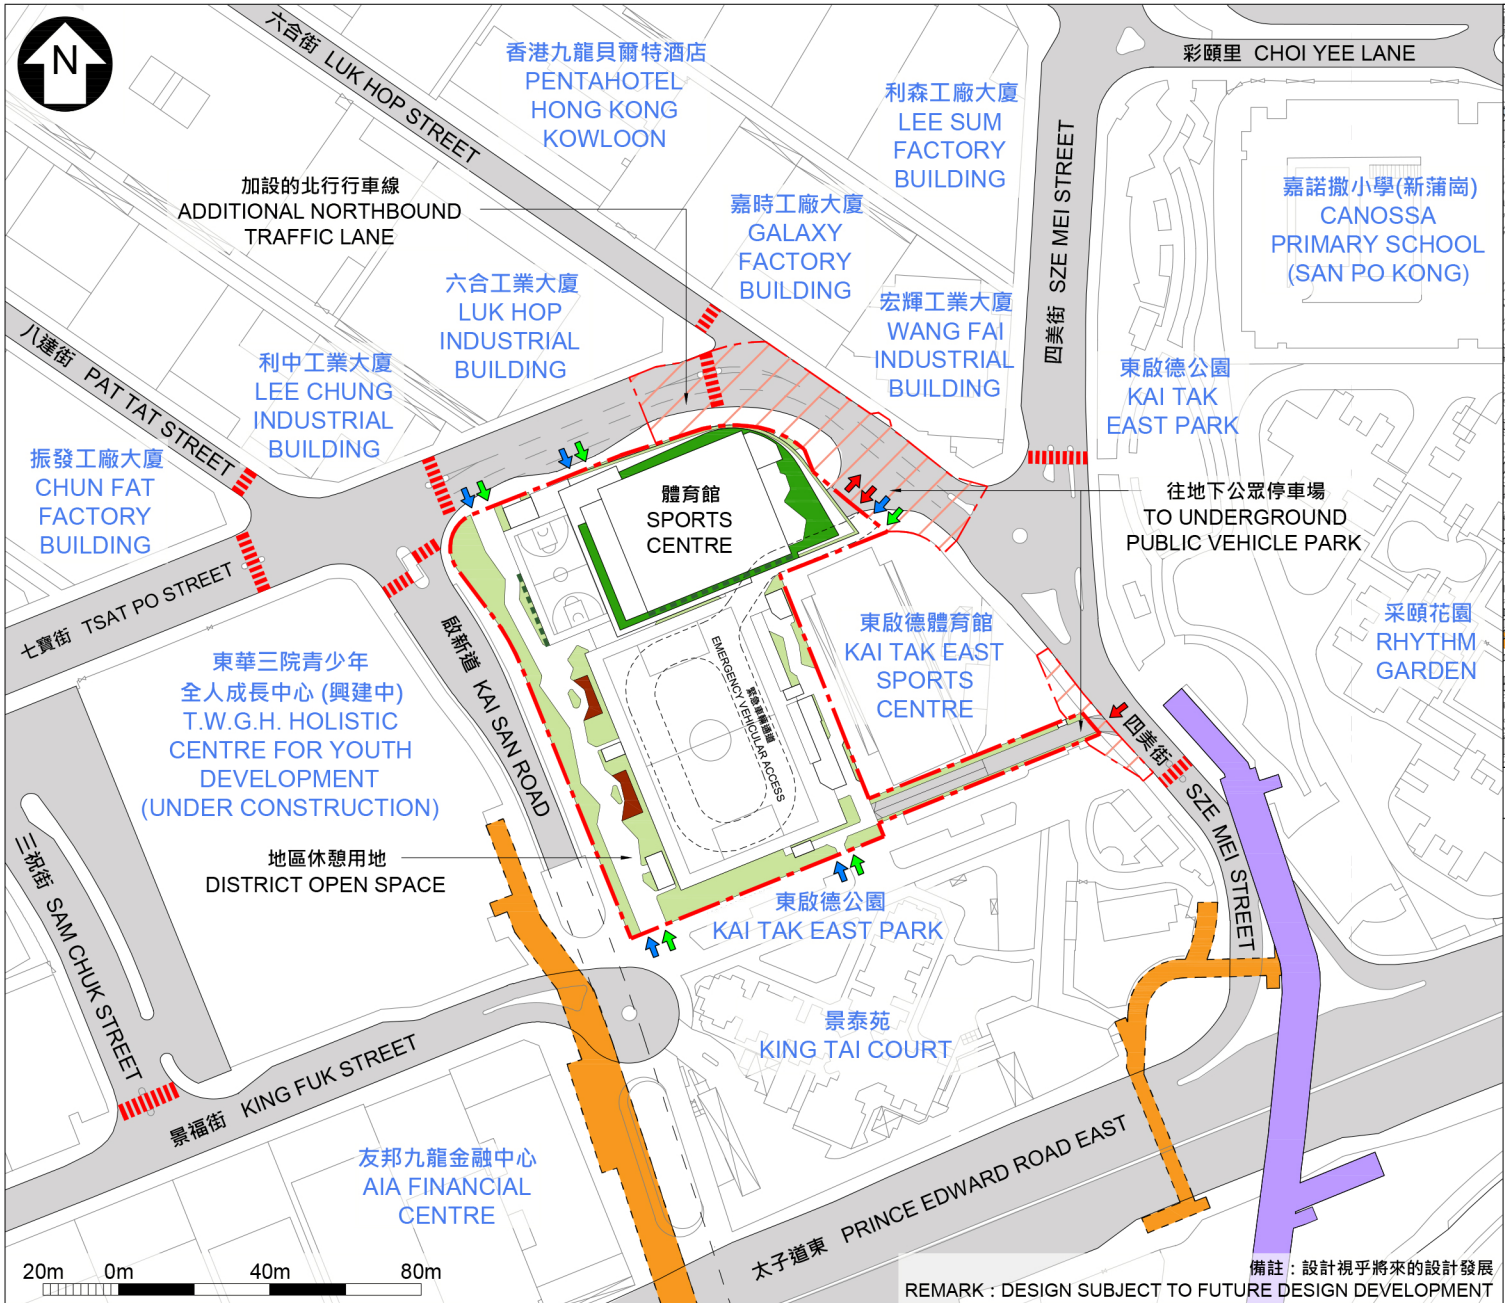 N
六合街 LUK HOP STREET
香港九龍貝爾特酒店
PENTAHOTEL
HONG KONG
KOWLOON
利森工廠大廈
LEE SUM
FACTORY
BUILDING
彩頤里 CHOI YEE LANE
加設的北行行車線
ADDITIONAL NORTHBOUND
TRAFFIC LANE
嘉時工廠大廈
GALAXY
FACTORY
BUILDING
四美街 SZE MEI STREET
嘉諾撒小學(新蒲崗)
CANOSSA
PRIMARY SCHOOL
(SAN PO KONG)
六合工業大廈
LUK HOP
INDUSTRIAL
BUILDING
宏輝工業大廈
WANG FAI
INDUSTRIAL
BUILDING
八達街 PAT TAT STREET
利中工業大廈
LEE CHUNG
INDUSTRIAL
BUILDING
東啟德公園
KAI TAK
EAST PARK
振發工廠大廈
CHUN FAT
FACTORY
BUILDING
體育館
SPORTS
CENTRE
往地下公眾停車場
TO UNDERGROUND
PUBLIC VEHICLE PARK
七寶街 TSAT PO STREET
啟新道 KAI SAN ROAD
東啟德體育館
KAI TAK EAST
SPORTS
CENTRE
采頤花園
RHYTHM
GARDEN
東華三院青少年
全人成長中心 (興建中)
T.W.G.H. HOLISTIC
CENTRE FOR YOUTH
DEVELOPMENT
(UNDER CONSTRUCTION)
緊急車輛通道
EMERGENCY VEHICULAR ACCESS
四美街 SZE MEI STREET
地區休憩用地
DISTRICT OPEN SPACE
三祝街 SAM CHUK STREET
東啟德公園
KAI TAK EAST PARK
景泰苑
KING TAI COURT
景福街 KING FUK STREET
友邦九龍金融中心
AIA FINANCIAL
CENTRE
太子道東 PRINCE EDWARD ROAD EAST
20m 0m 40m 80m
備註：設計視乎將來的設計發展
REMARK : DESIGN SUBJECT TO FUTURE DESIGN DEVELOPMENT